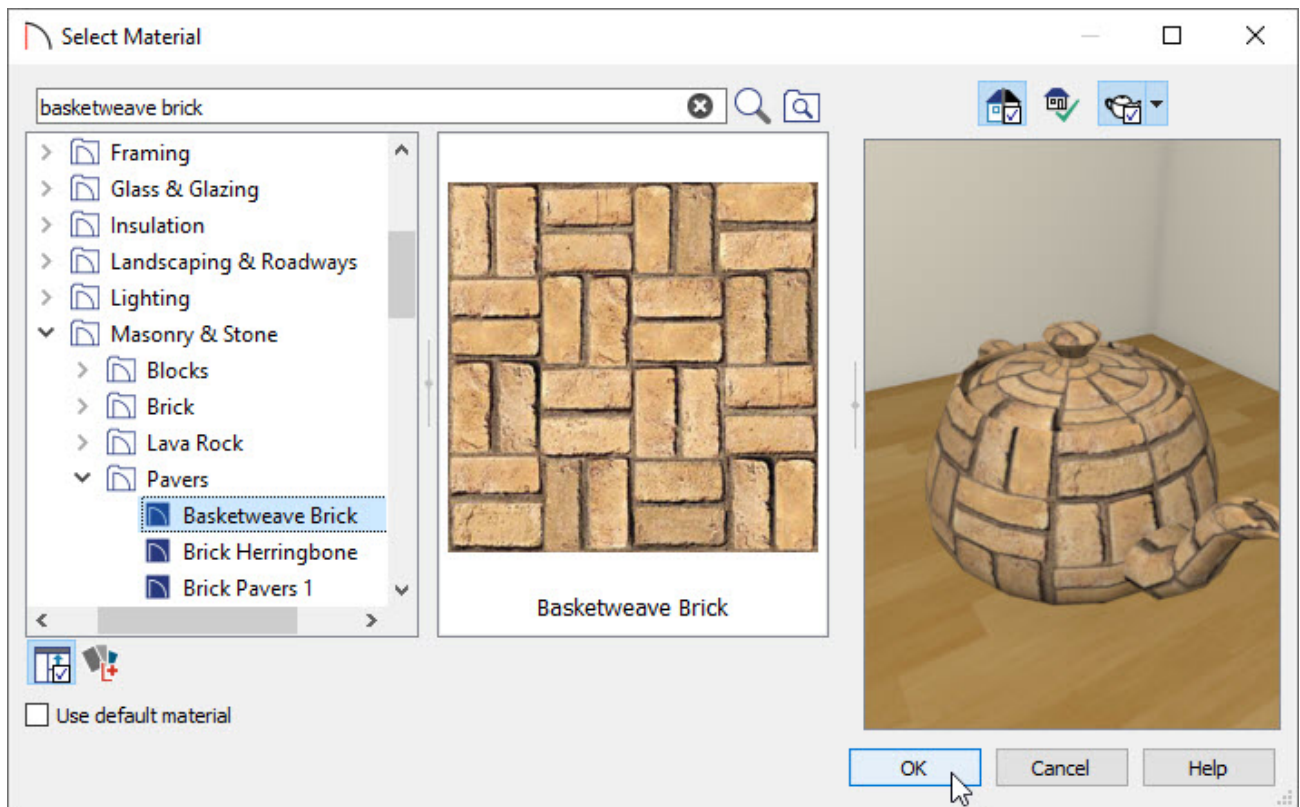 Select Material
basketweave brick
Framing
Glass & Glazing
Insulation
Landscaping & Roadways
Lighting
Masonry & Stone
Blocks
Brick
Lava Rock
Pavers
Basketweave Brick
Brick Herringbone
Brick Pavers 1
Basketweave Brick
Use default material
OK
Cancel
Help